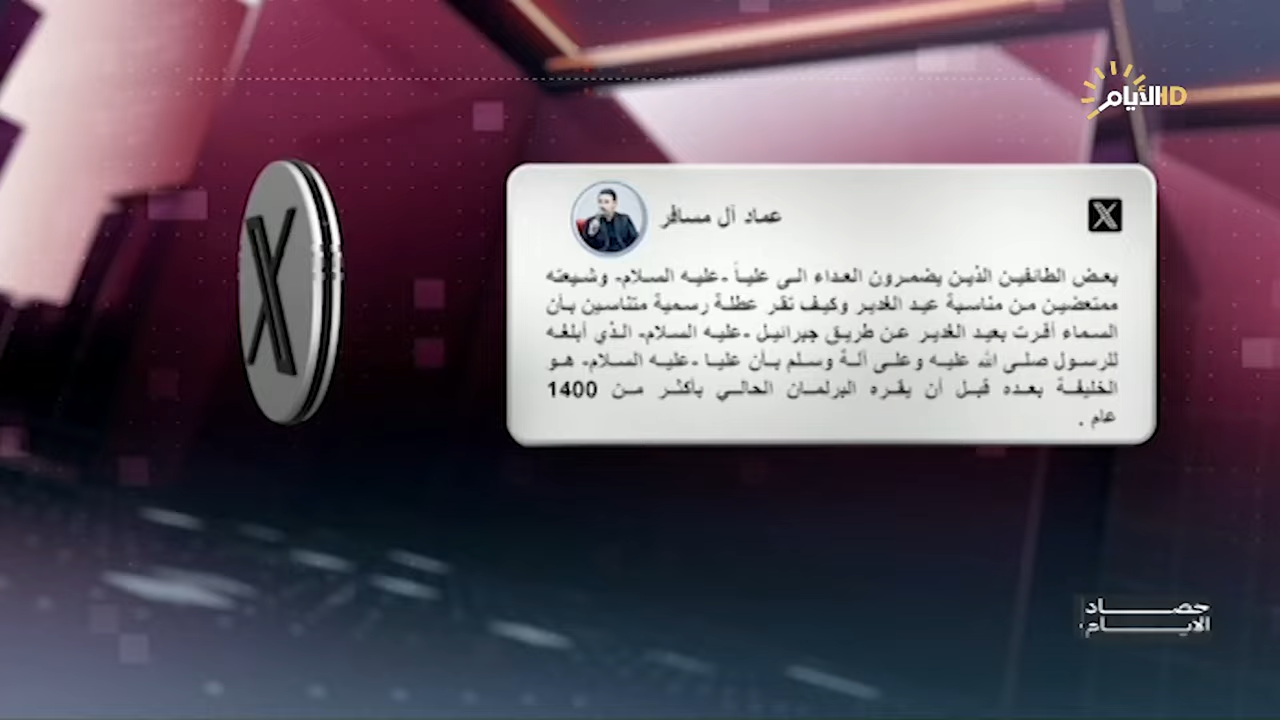 الأيام HD
عماد آل مسافر
بعض الطائفين الذين يضمرون العداء الى علياً -عليه السلام- وشيعته
ممتعضين من مناسبة عيد الغدير وكيف تقر عطلة رسمية متناسين بأن
السماء أقرت بعيد الغدير عن طريق جبرائيل -عليه السلام- الذي أبلغه
للرسول صلى الله عليه وعلى آلة وسلم بأن عليا -عليه السلام- هو
الخليفة بعده قبل أن يقره البرلمان الحالي بأكثر من 1400
عام .
حصاد
الايام